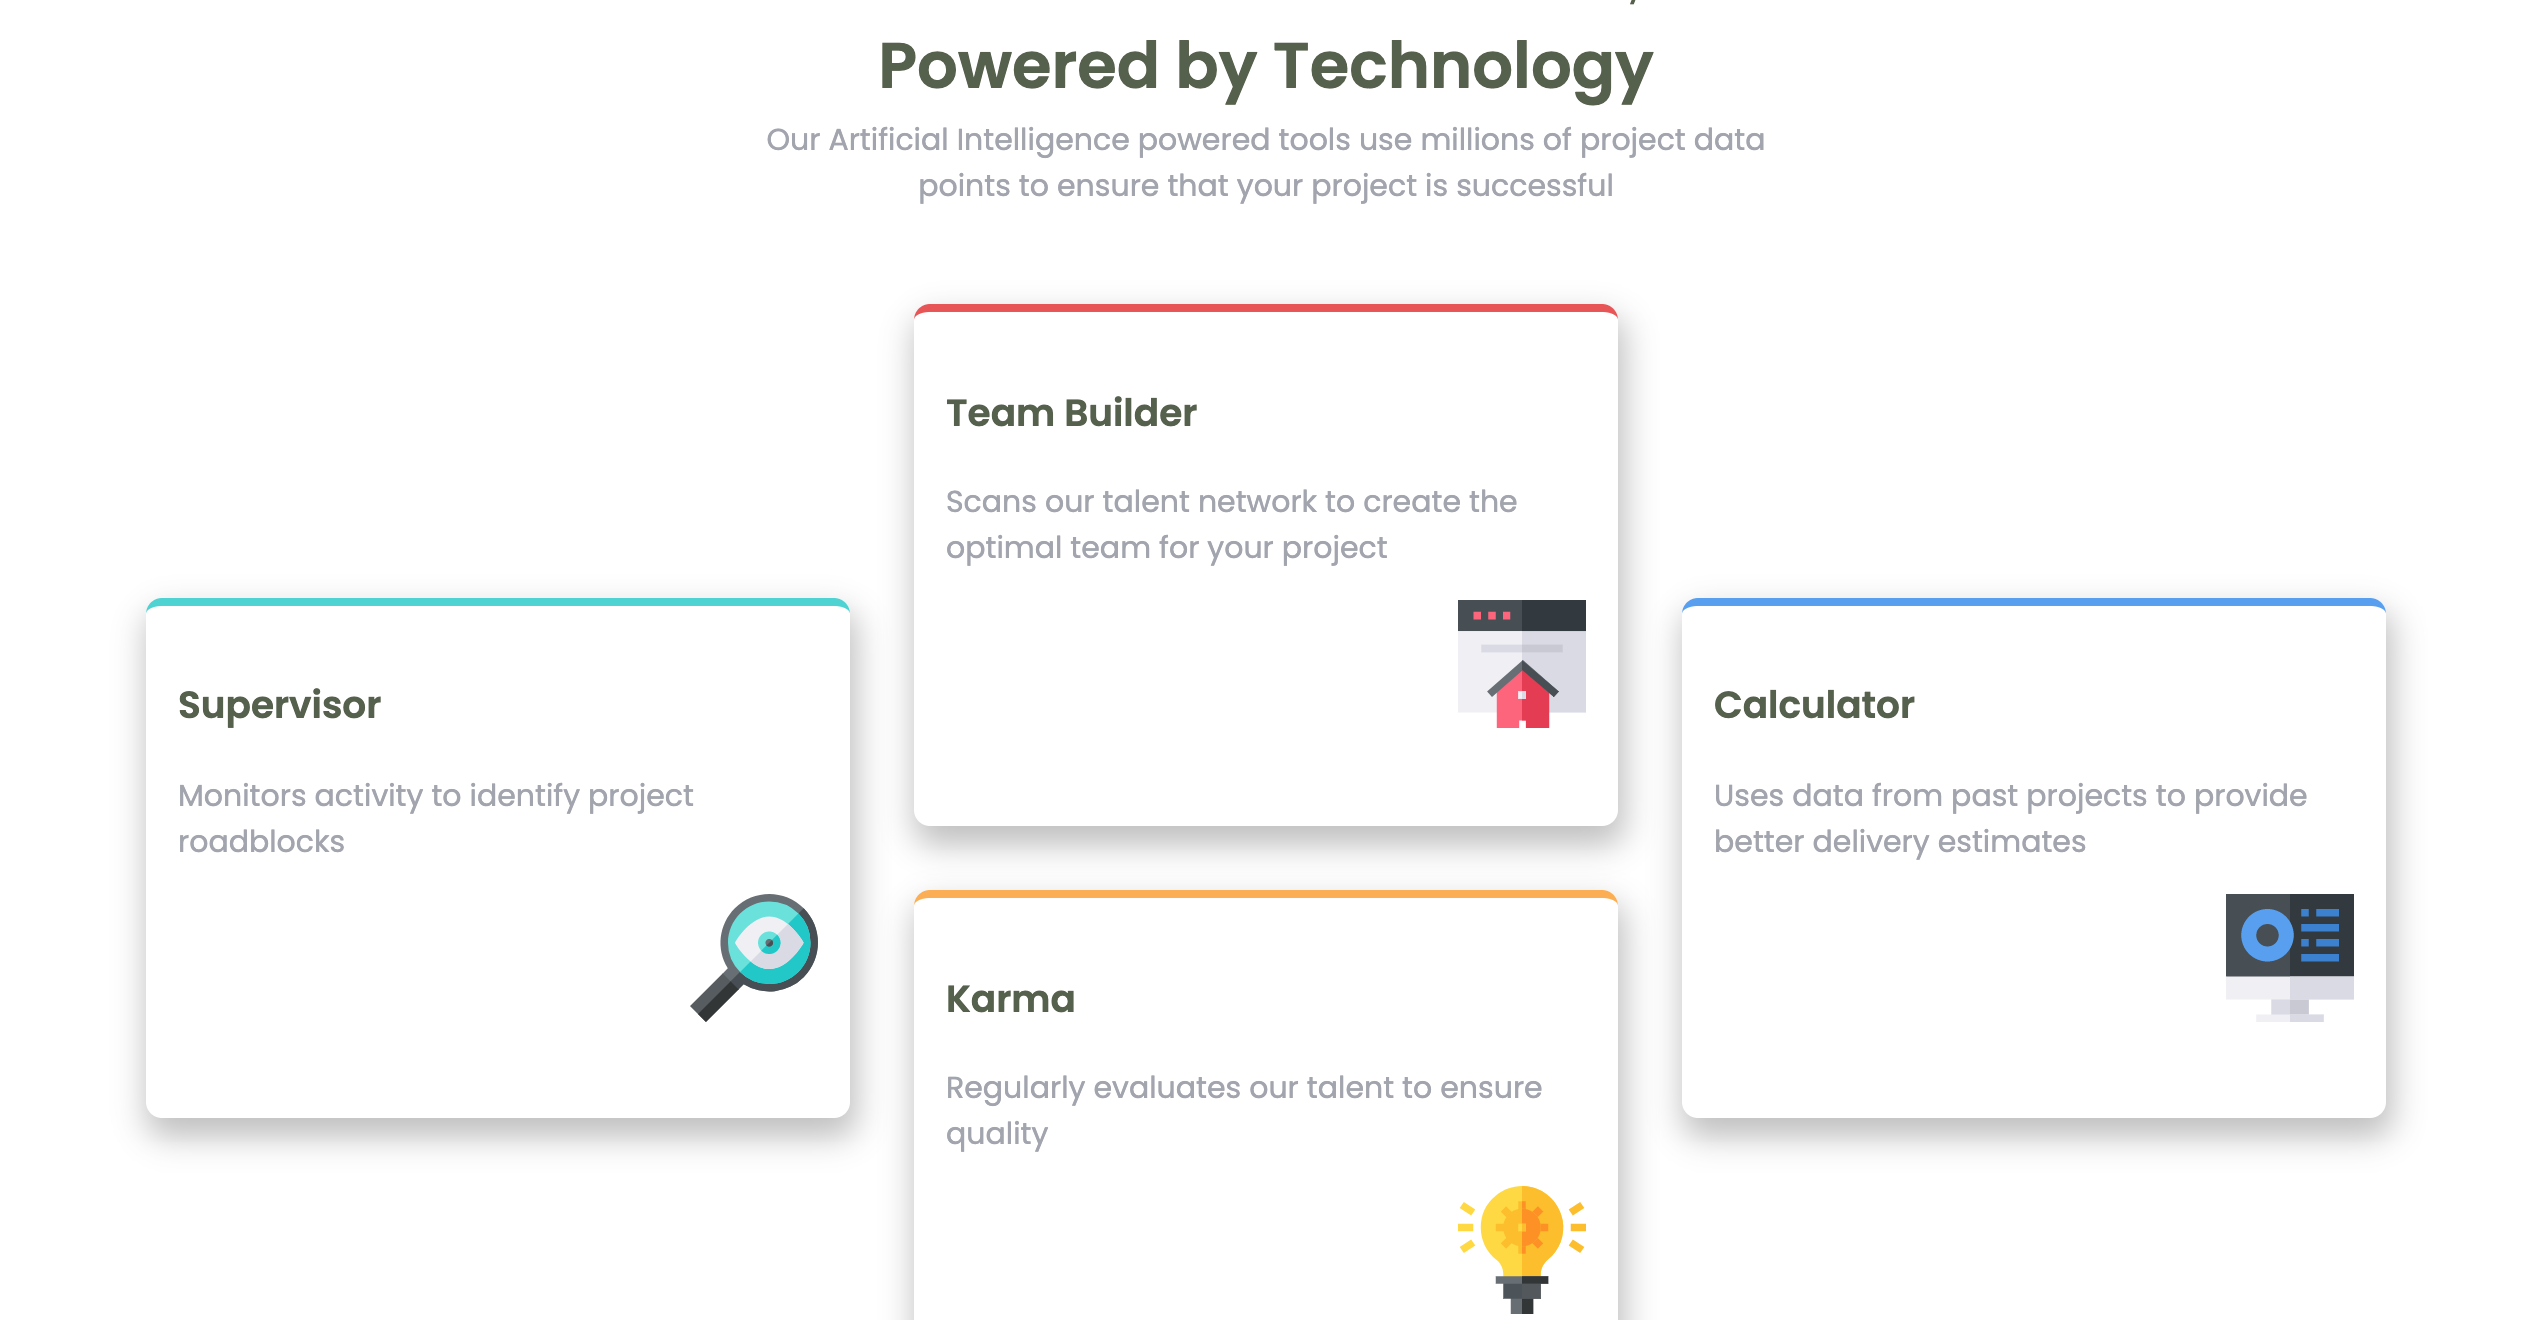 Powered by Technology
Our Artificial Intelligence powered tools use millions of project data
points to ensure that your project is successful
Team Builder
Scans our talent network to create the
optimal team for your project
Supervisor
Monitors activity to identify project
roadblocks
Calculator
Uses data from past projects to provide
better delivery estimates
Karma
Regularly evaluates our talent to ensure
quality